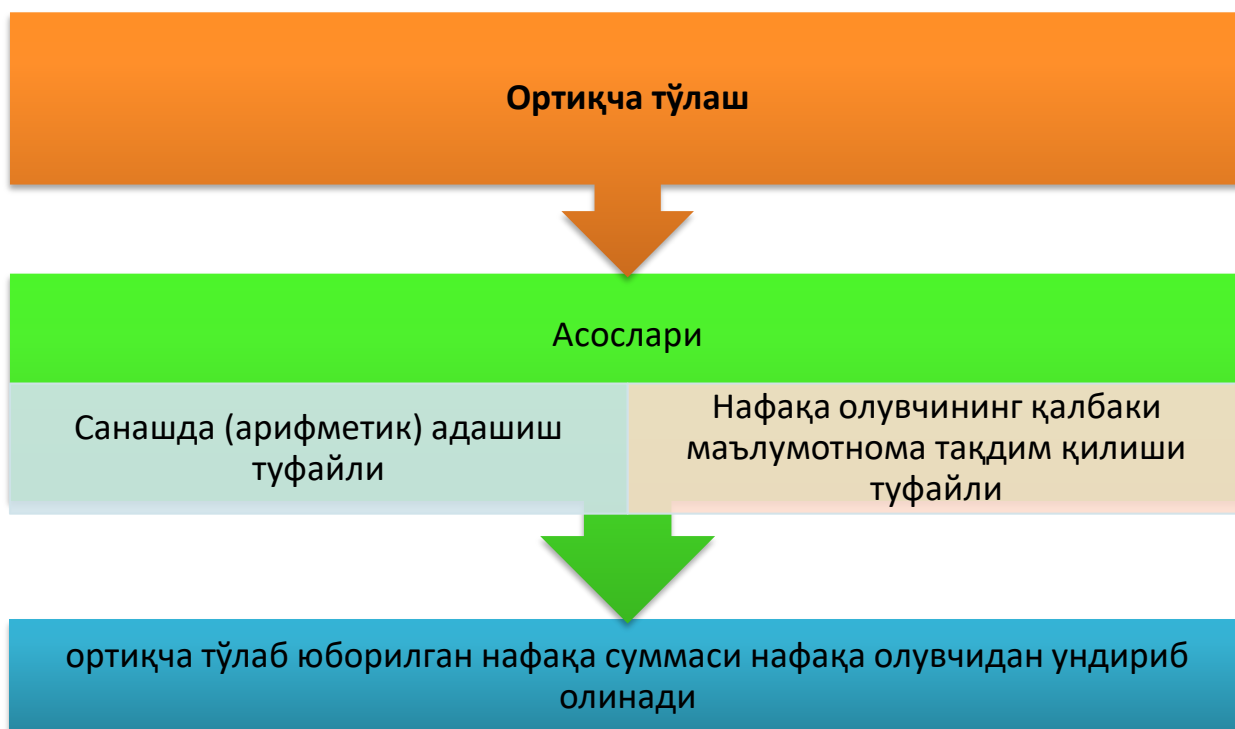 Ортиқча тўлаш
Асослари
Санашда (арифметик) адашиш
туфайли
Нафақа олувчининг қалбаки
маълумотнома тақдим қилиши
туфайли
ортиқча тўлаб юборилган нафақа суммаси нафақа олувчидан ундириб
олинади